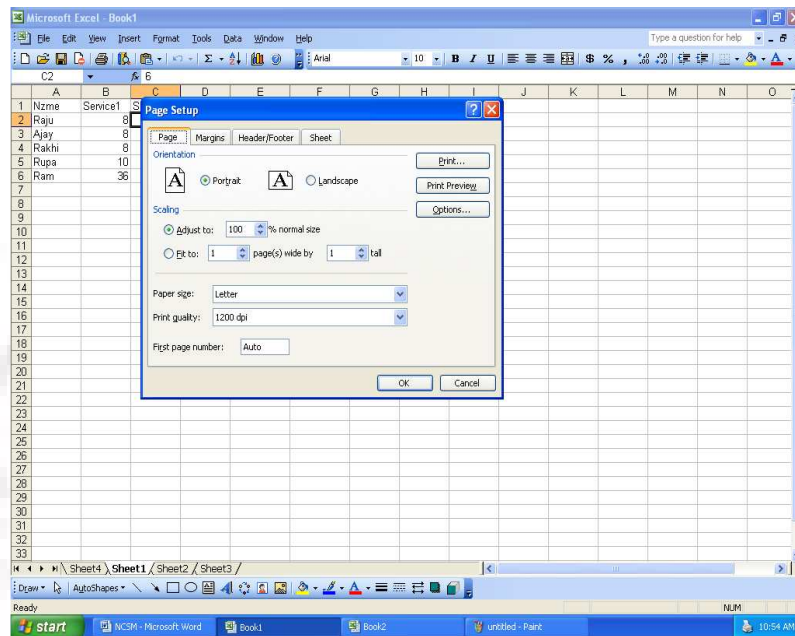 Microsoft Excel - Book1
File Edit View Insert Format Tools Data Window Help Type a question for help
Arial 10 B I U $ % ,
C2 fx 6
A B C D E F G H I J K L M N O
1 Nzme Service1 S
2 Raju 8
3 Ajay 8
4 Rakhi 8
5 Rupa 10
6 Ram 36
7
8
9
10
11
12
13
14
15
16
17
18
19
20
21
22
23
24
25
26
27
28
29
30
31
32
33
Page Setup
Page Margins Header/Footer Sheet
Orientation
A Portrait A Landscape
Scaling
Adjust to: 100 % normal size
Fit to: 1 page(s) wide by 1 tall
Paper size: Letter
Print quality: 1200 dpi
First page number: Auto
Print...
Print Preview
Options...
OK Cancel
Sheet4 Sheet1 Sheet2 Sheet3
Draw AutoShapes
Ready NUM
start NCSM - Microsoft Word Book1 Book2 untitled - Paint 10:54 AM